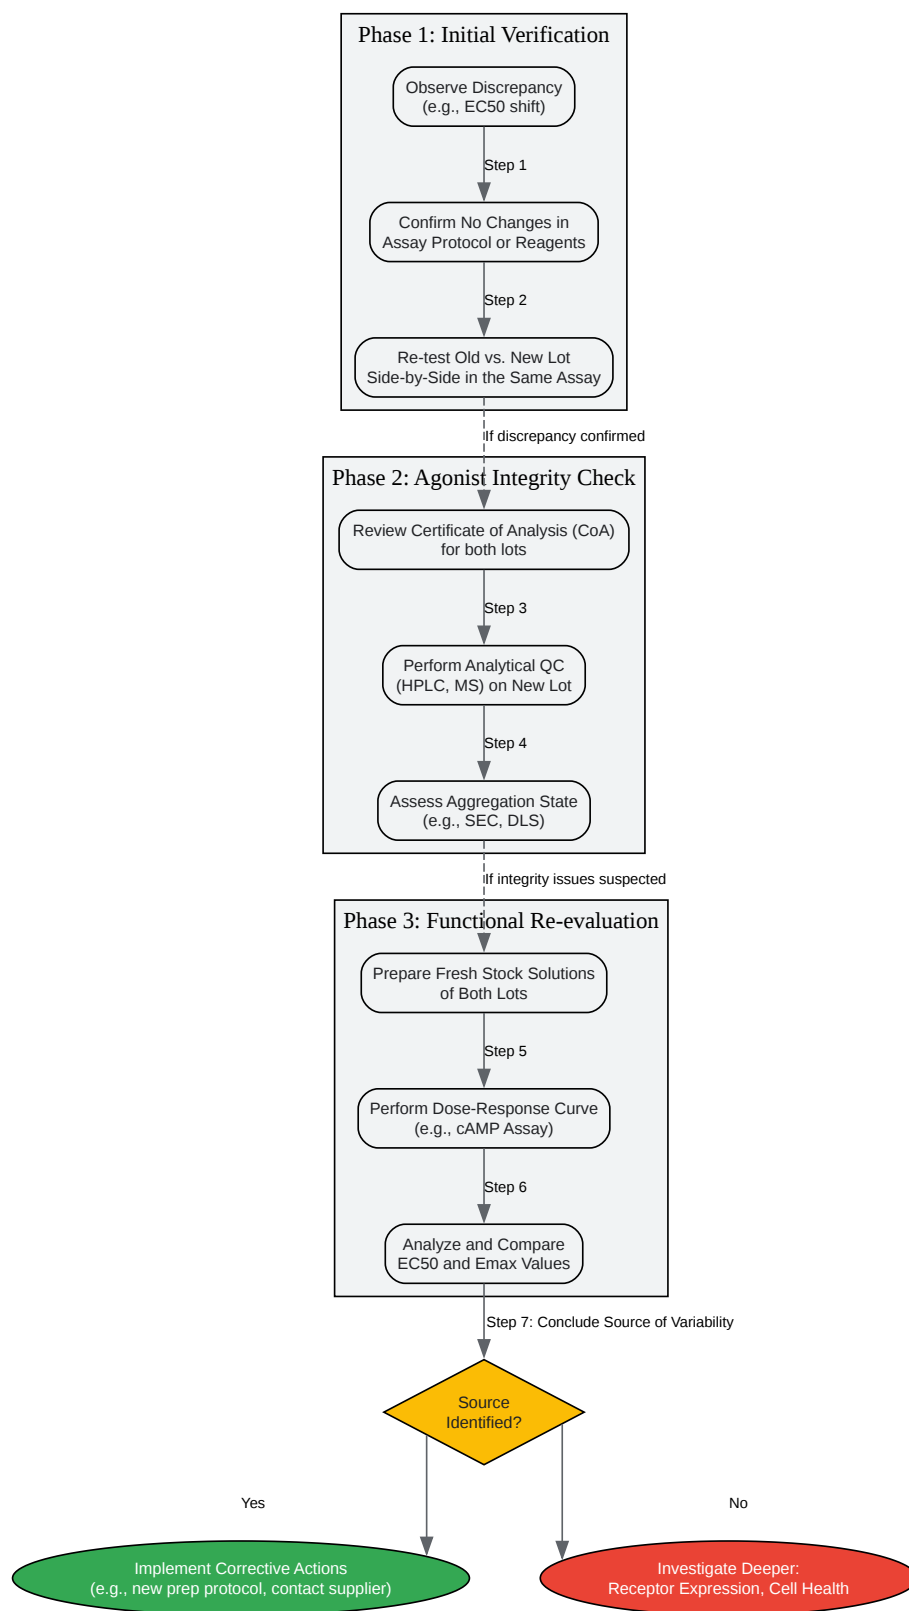 Phase 1: Initial Verification
Observe Discrepancy
(e.g., EC50 shift)
Step 1
Confirm No Changes in
Assay Protocol or Reagents
Step 2
Re-test Old vs. New Lot
Side-by-Side in the Same Assay
If discrepancy confirmed
Phase 2: Agonist Integrity Check
Review Certificate of Analysis (CoA)
for both lots
Step 3
Perform Analytical QC
(HPLC, MS) on New Lot
Step 4
Assess Aggregation State
(e.g., SEC, DLS)
If integrity issues suspected
Phase 3: Functional Re-evaluation
Prepare Fresh Stock Solutions
of Both Lots
Step 5
Perform Dose-Response Curve
(e.g., cAMP Assay)
Step 6
Analyze and Compare
EC50 and Emax Values
Step 7: Conclude Source of Variability
Source
Identified?
Yes
No
Implement Corrective Actions
(e.g., new prep protocol, contact supplier)
Investigate Deeper:
Receptor Expression, Cell Health